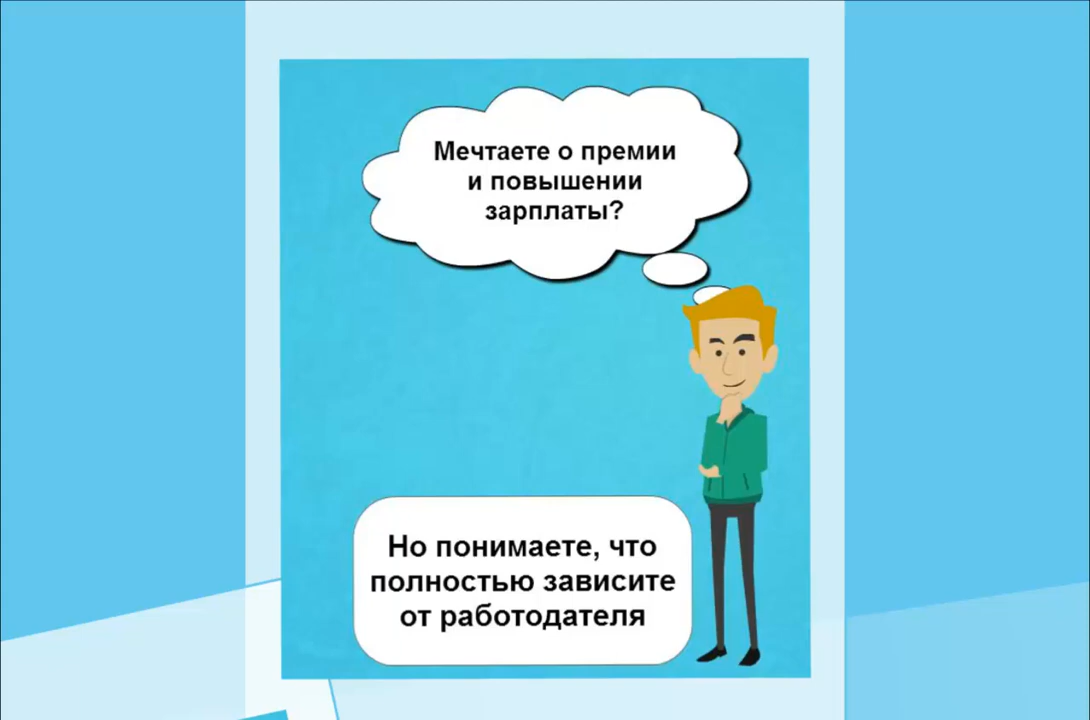 Мечтаете о премии
и повышении
зарплаты?
Но понимаете, что
полностью зависите
от работодателя